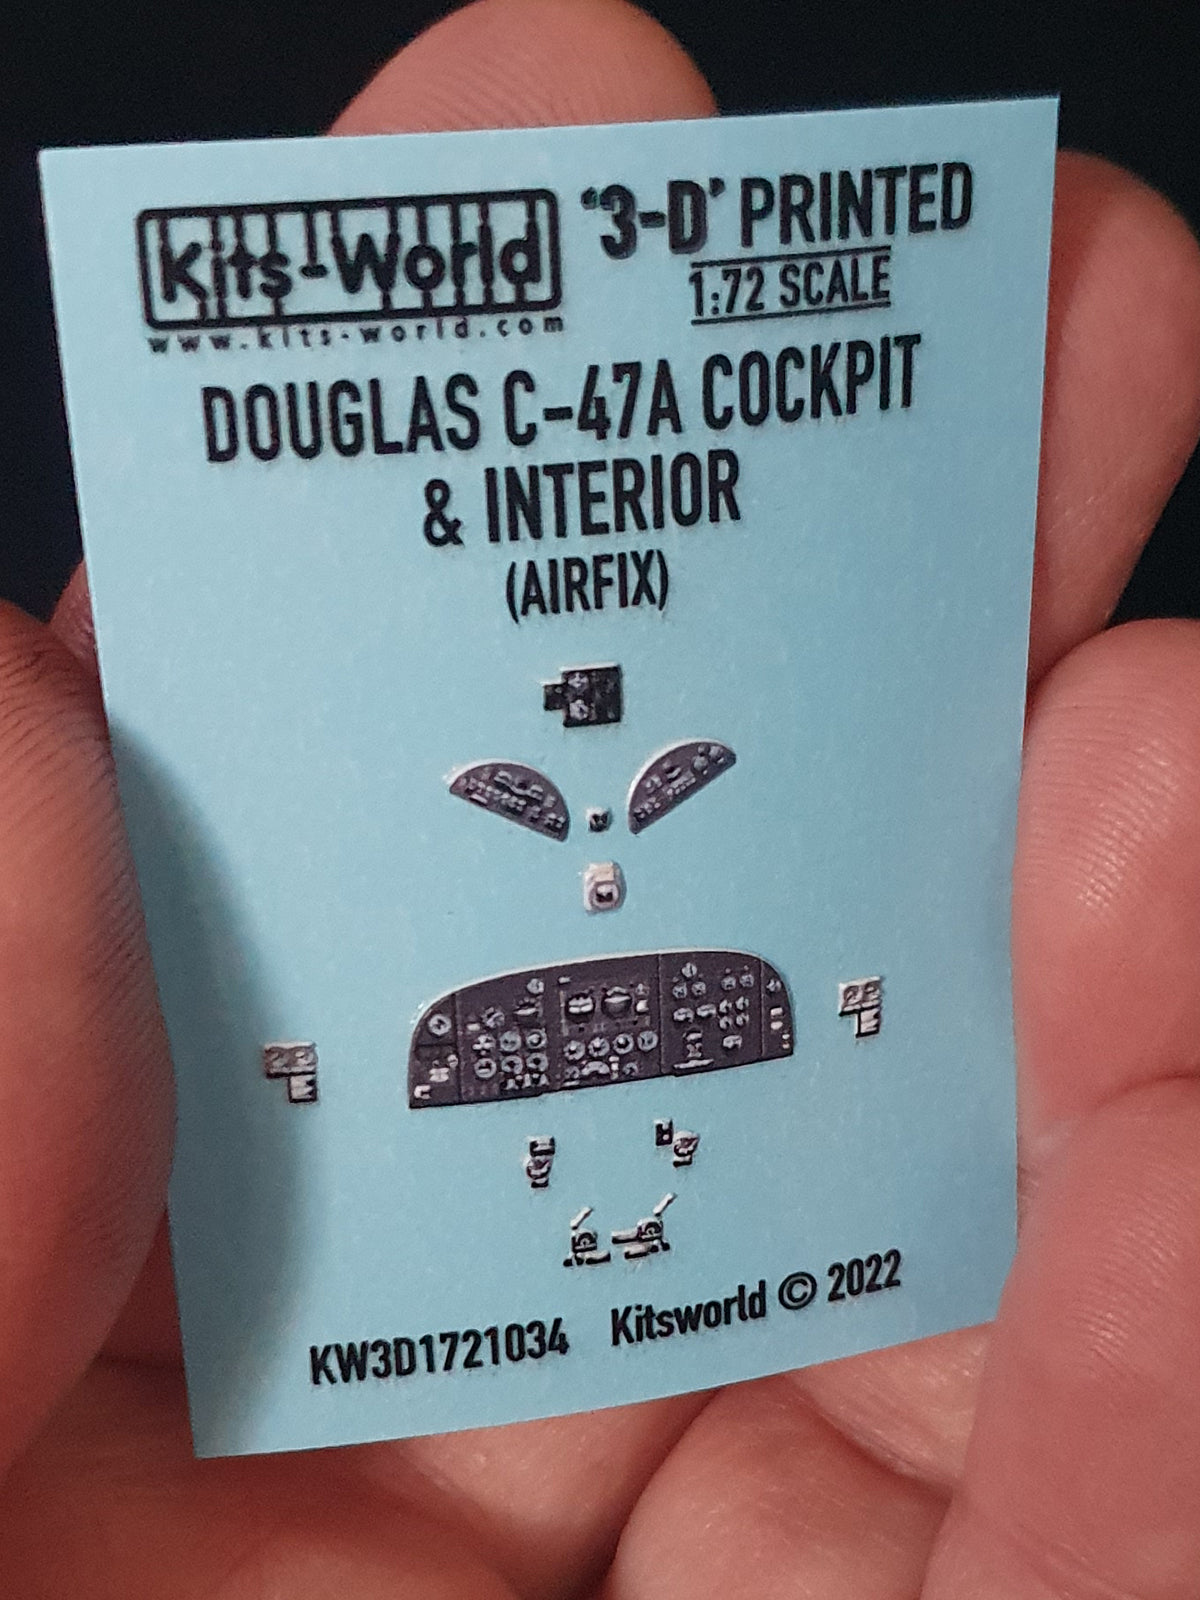 Kits-World
www.kits-world.com
'3-D' PRINTED
1:72 SCALE
DOUGLAS C-47A COCKPIT
& INTERIOR
(AIRFIX)
KW3D1721034 Kitsworld © 2022